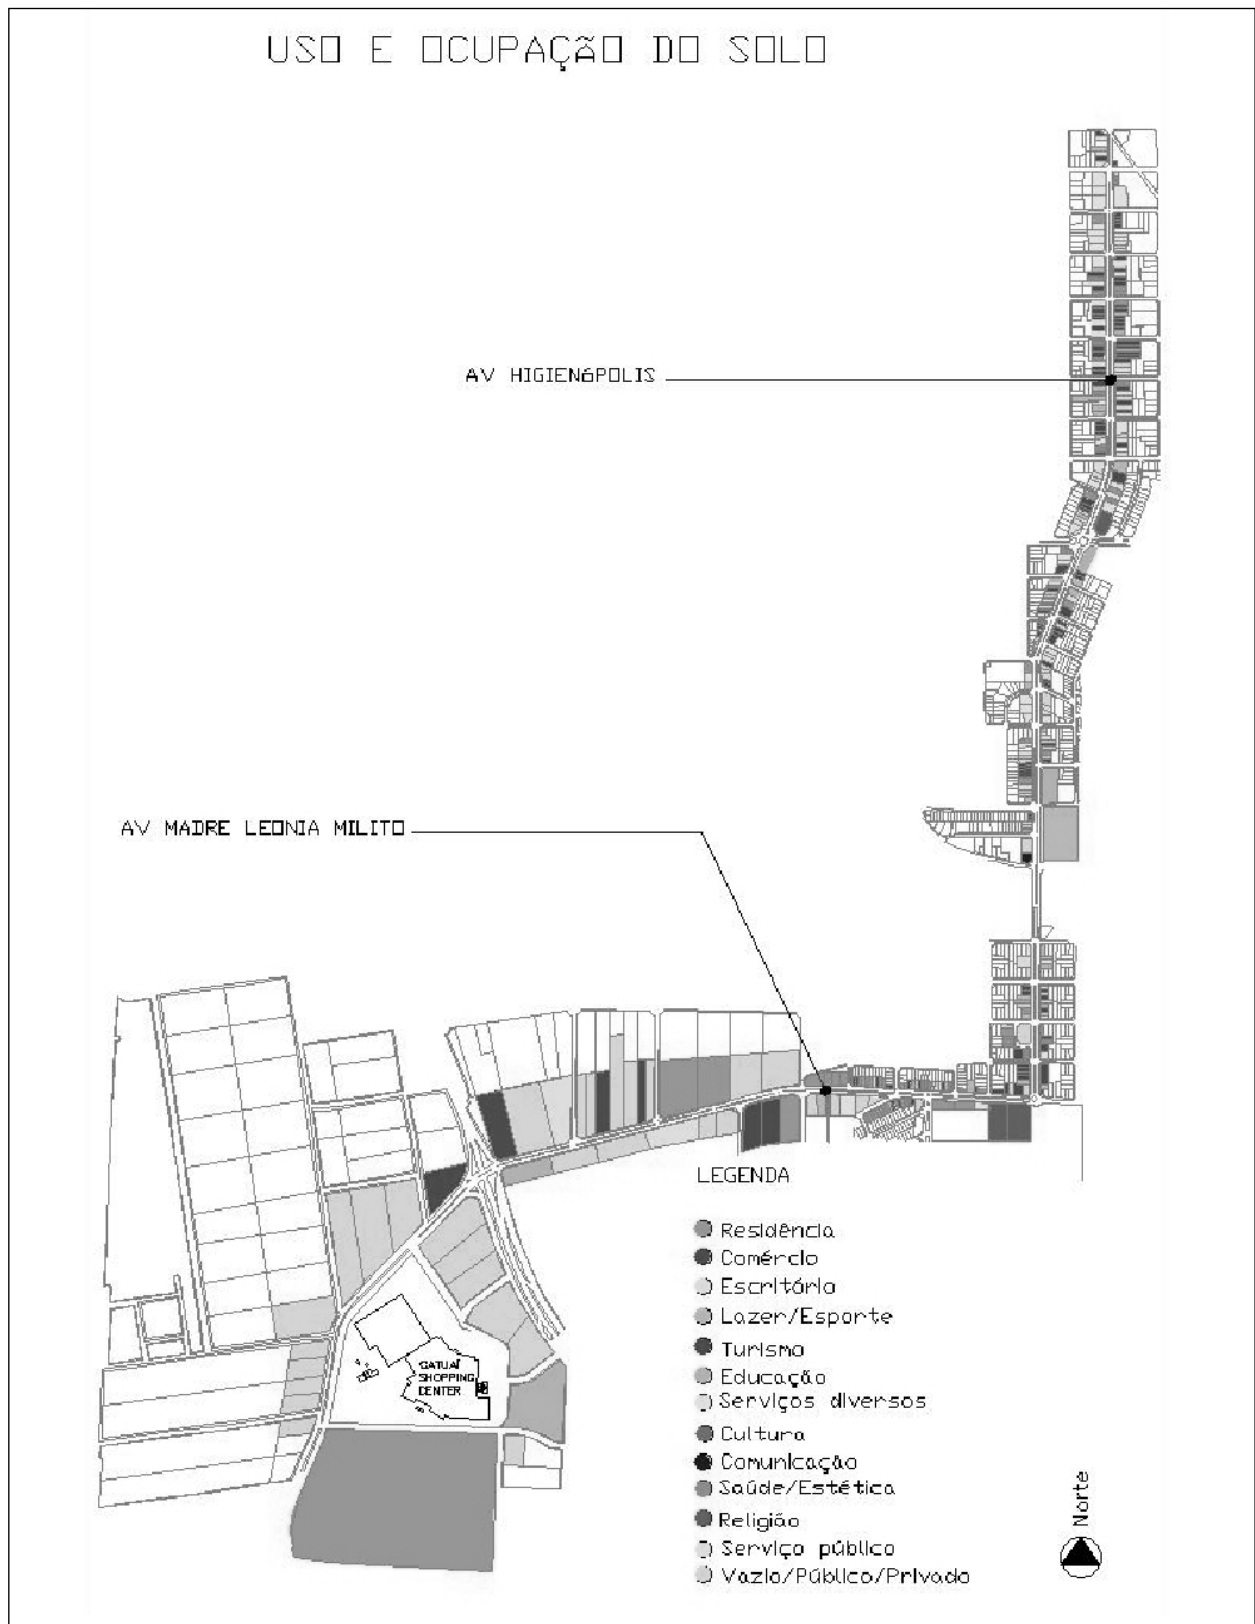 USO E OCUPAÇÃO DO SOLO
AV HIGIENÓPOLIS
AV MADRE LEONIA MILITO
CATUAÍ
SHOPPING
CENTER
LEGENDA
Residência
Comércio
Escritório
Lazer/Esporte
Turismo
Educação
Serviços diversos
Cultura
Comunicação
Saúde/Estética
Religião
Serviço público
Vazio/Público/Privado
Norte